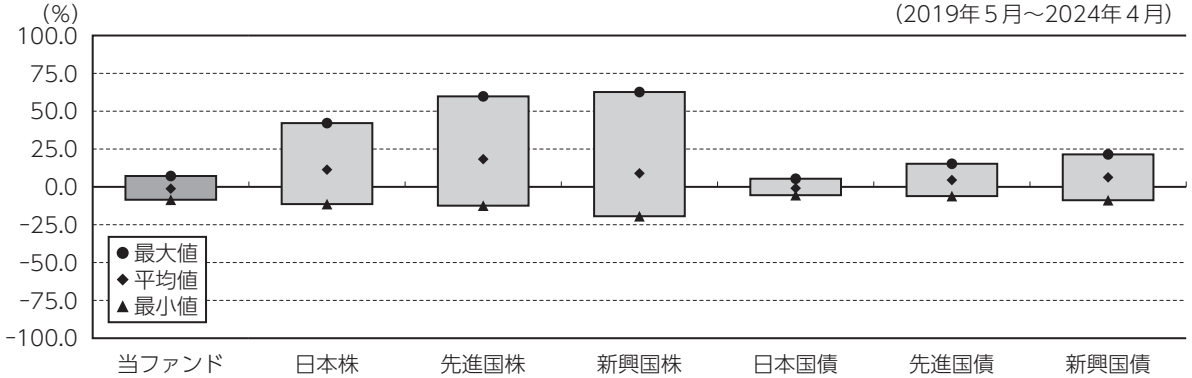 (%)
(2019年5月～2024年4月)
100.0
75.0
50.0
25.0
0.0
-25.0
-50.0
-75.0
-100.0
●最大値
◆平均値
▲最小値
当ファンド 日本株 先進国株 新興国株 日本国債 先進国債 新興国債